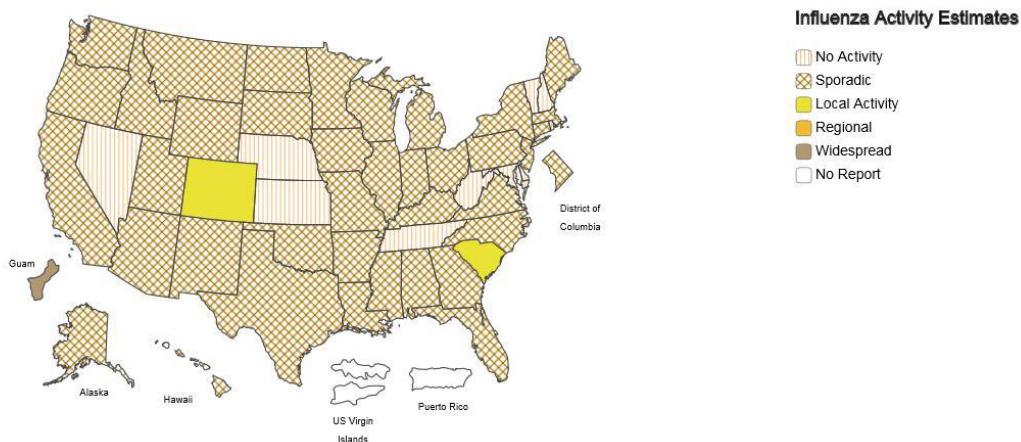 Influenza Activity Estimates
No Activity
Sporadic
Local Activity
Regional
Widespread
No Report
District of
Columbia
Guam
Alaska
Hawaii
US Virgin
Islands
Puerto Rico